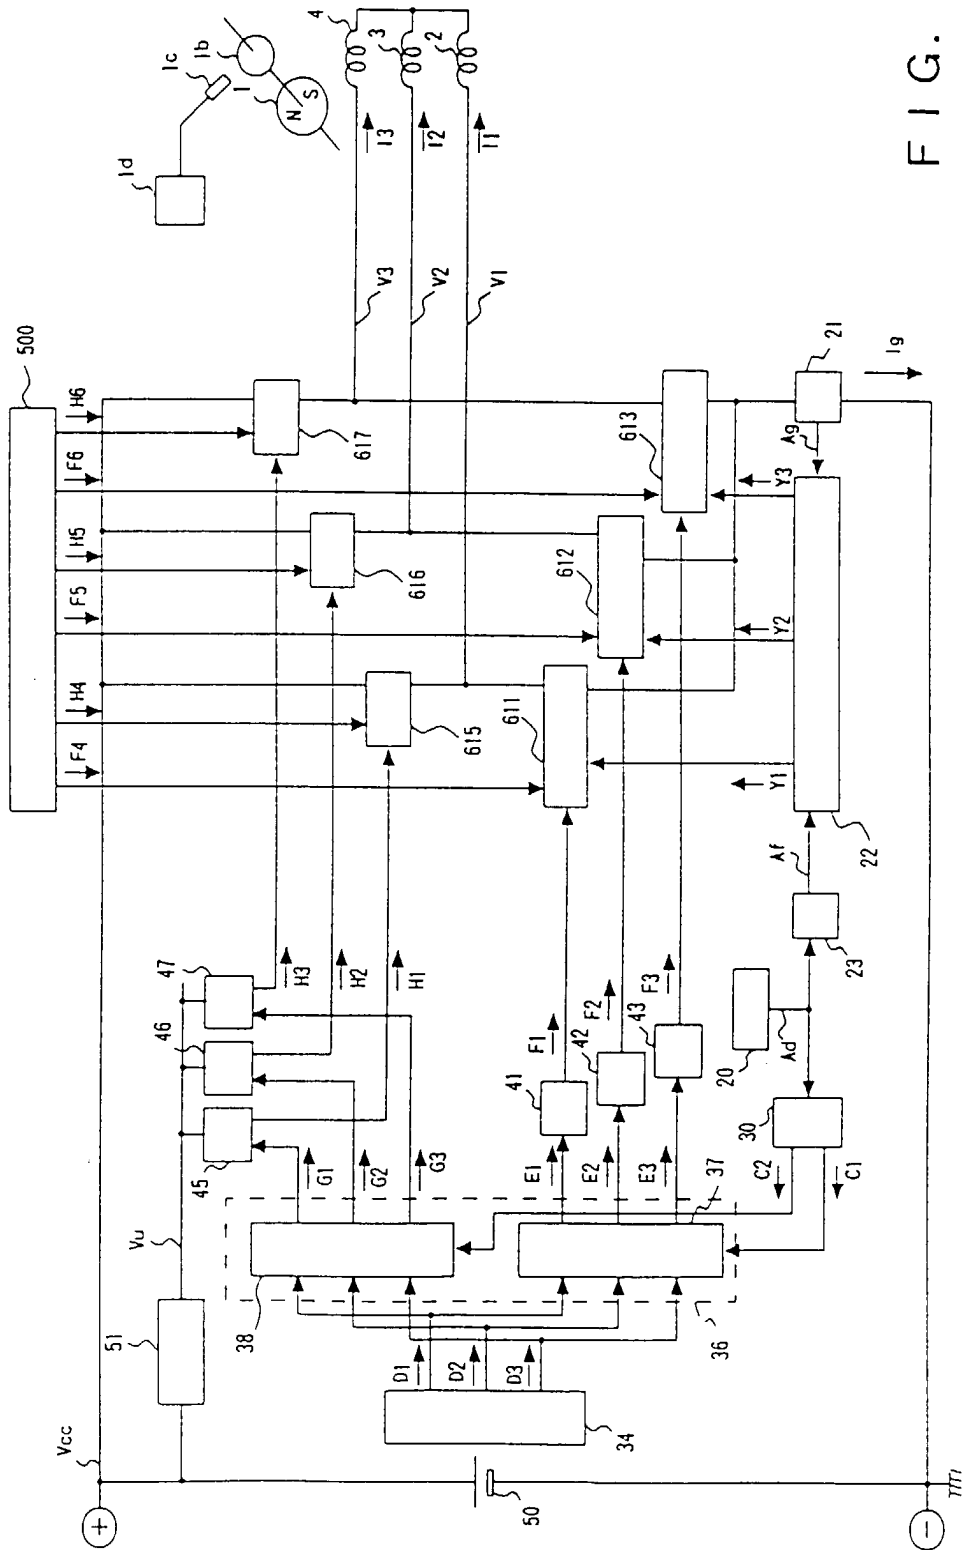 FIG.
Vcc
50
51
Vu
34
D1
D2
D3
36
37
38
G1
G2
G3
E1
E2
E3
C2
C1
30
20
Ad
23
Af
22
45
46
47
H3
H2
H1
41
42
43
F1
F2
F3
500
F4
H4
F5
H5
F6
H6
615
616
617
611
612
613
Y1
Y2
Y3
Ag
21
Ig
V3
V2
V1
I3
I2
I1
4
3
2
1
N
S
1b
1c
1d
+
-